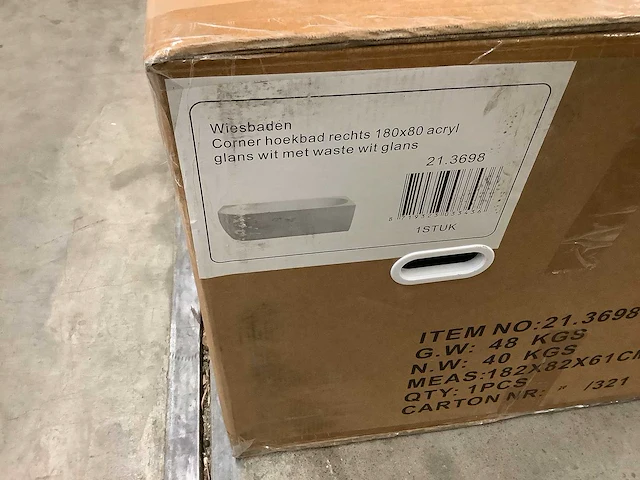 Wiesbaden
Corner hoekbad rechts 180x80 acryl
glans wit met waste wit glans
21.3698
1STUK
ITEM NO:21.3698
G.W: 48 KGS
N.W: 40 KGS
MEAS:182X82X61CM
QTY: 1PCS
CARTON NR: /321